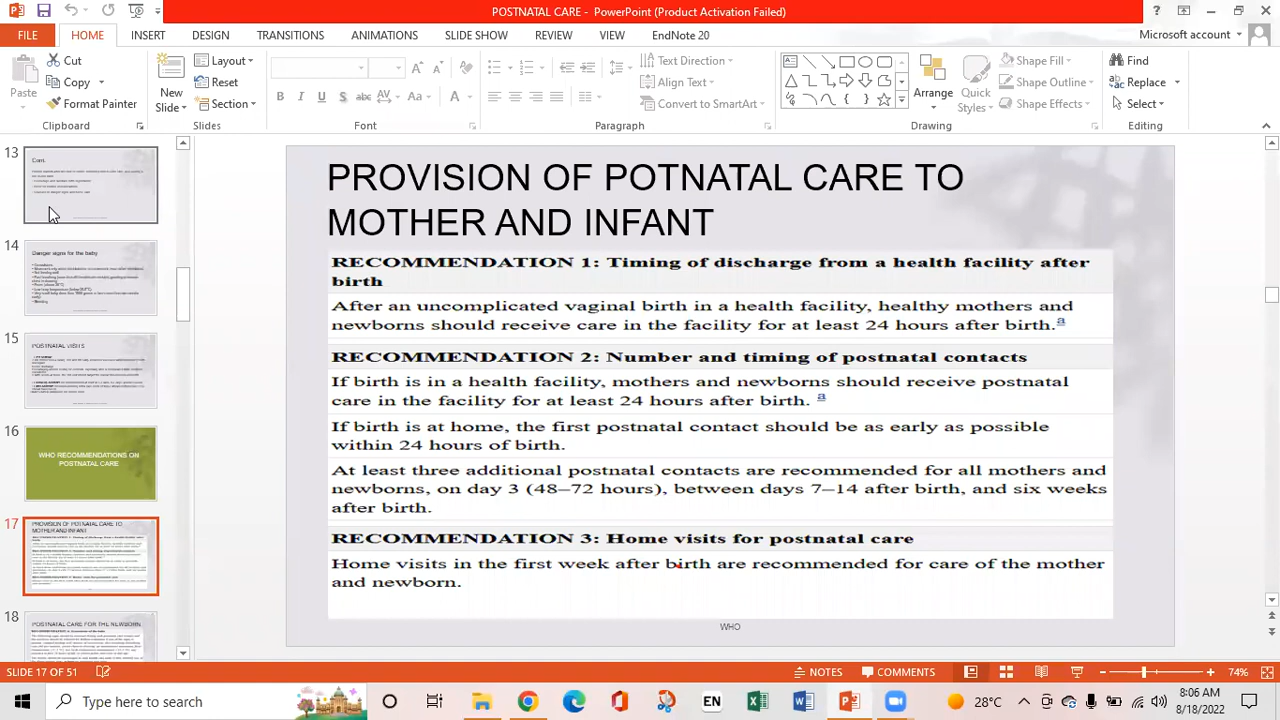 POSTNATAL CARE - PowerPoint (Product Activation Failed)
FILE HOME INSERT DESIGN TRANSITIONS ANIMATIONS SLIDE SHOW REVIEW VIEW EndNote 20 Microsoft account
Paste
Cut
Copy
Format Painter
Clipboard
New
Slide
Layout
Reset
Section
Slides
Font
Text Direction
Align Text
Convert to SmartArt
Paragraph
Arrange
Quick
Styles
Shape Fill
Shape Outline
Shape Effects
Drawing
Find
Replace
Select
Editing
13
Cont.
14
Danger signs for the baby
15
POSTNATAL VISITS
16
WHO RECOMMENDATIONS ON
POSTNATAL CARE
17
PROVISION OF POTNATAL CARE TO
MOTHER AND INFANT
18
POSTNATAL CARE FOR THE NEWBORN
PROVISION OF POTNATAL CARE TO
MOTHER AND INFANT
RECOMMENDATION 1: Timing of discharge from a health facility after
birth
After an uncomplicated vaginal birth in a health facility, healthy mothers and
newborns should receive care in the facility for at least 24 hours after birth.a
RECOMMENDATION 2: Number and timing of postnatal contacts
If birth is in a health facility, mothers and newborns should receive postnatal
care in the facility for at least 24 hours after birth. a
If birth is at home, the first postnatal contact should be as early as possible
within 24 hours of birth.
At least three additional postnatal contacts are recommended for all mothers and
newborns, on day 3 (48–72 hours), between days 7–14 after birth, and six weeks
after birth.
RECOMMENDATION 3: Home visits for postnatal care
Home visits in the first week after birth are recommended for care of the mother
and newborn.
WHO
SLIDE 17 OF 51 NOTES COMMENTS 74%
Type here to search EN 28°C 8:06 AM
8/18/2022